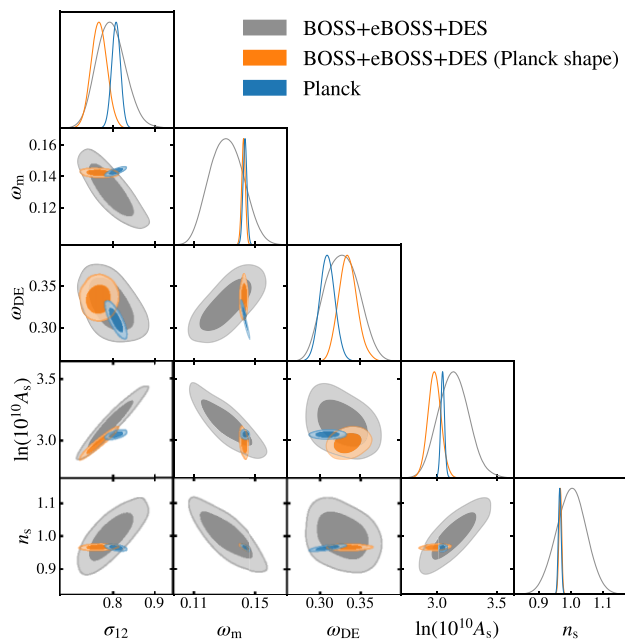 BOSS+eBOSS+DES
BOSS+eBOSS+DES (Planck shape)
Planck
ωm
0.16
0.12
ωDE
0.35
0.30
ln(10¹⁰As)
3.5
3.0
ns
1.1
1.0
0.9
0.8 0.9 0.11 0.15 0.30 0.35 3.0 3.5 0.9 1.0 1.1
σ12 ωm ωDE ln(10¹⁰As) ns